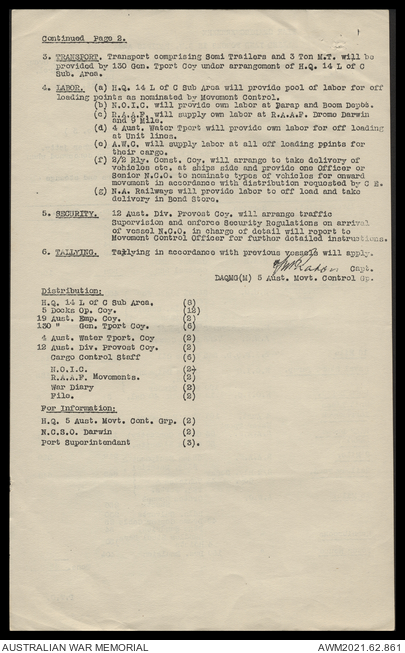 Continued Page 2.
3. TRANSPORT. Transport comprising Semi Trailers and 3 Ton M.T. will be
provided by 130 Gen. Tport Coy under arrangement of H.Q. 14 L of C
Sub. Area.
4. LABOR. (a) H.Q. 14 L of C Sub Area will provide pool of labor for off
loading points as nominated by Movement Control.
(b) N.O.I.C. will provide own labor at Parap and Boom Depot.
(c) R.A.A.F. will supply own labor at R.A.A.F. Drome Darwin
and 9 Mile.
(d) 4 Aust. Water Tport will provide own labor for off loading
at Unit lines.
(e) A.W.C. will supply labor at all off loading ppints for
their cargo.
(f) 2/2 Rly. Const. Coy. will arrange to take delivery of
vehicles etc. at ships side and provide one Officer or
Senior N.C.O. to nominate types of vehicles for onward
movement in accordance with distribution requested by C E.
(g) N.A. Railways will provide labor to off load and take
delivery in Bond Store.
5. SECURITY. 12 Aust. Div. Provost Coy. will arrange traffic
Supervision and enforce Security Regulations on arrival
of vessel N.C.O. in charge of detail will report to
Movement Control Officer for further detailed instructions.
6. TALLYING. Tallying in accordance with previous vessels will apply.
Capt.
DAQMG(M) 5 Aust. Movt. Control Gp.
Distribution:
H.Q. 14 L of C Sub Area. (8)
5 Docks Op. Coy. (12)
19 Aust. Emp. Coy. (2)
130 " Gen. Tport Coy. (6)
4 Aust. Water Tport. Coy (2)
12 Aust. Div. Provost Coy. (2)
Cargo Control Staff (6)
N.O.I.C. (2)
R.A.A.F. Movements. (2)
War Diary (2)
File. (2)
For Information:
H.Q. 5 Aust. Movt. Cont. Grp. (2)
N.C.S.O. Darwin (2)
Port Superintendant (3).
AUSTRALIAN WAR MEMORIAL
AWM2021.62.861